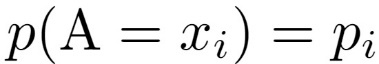 p(A = x_i) = p_i